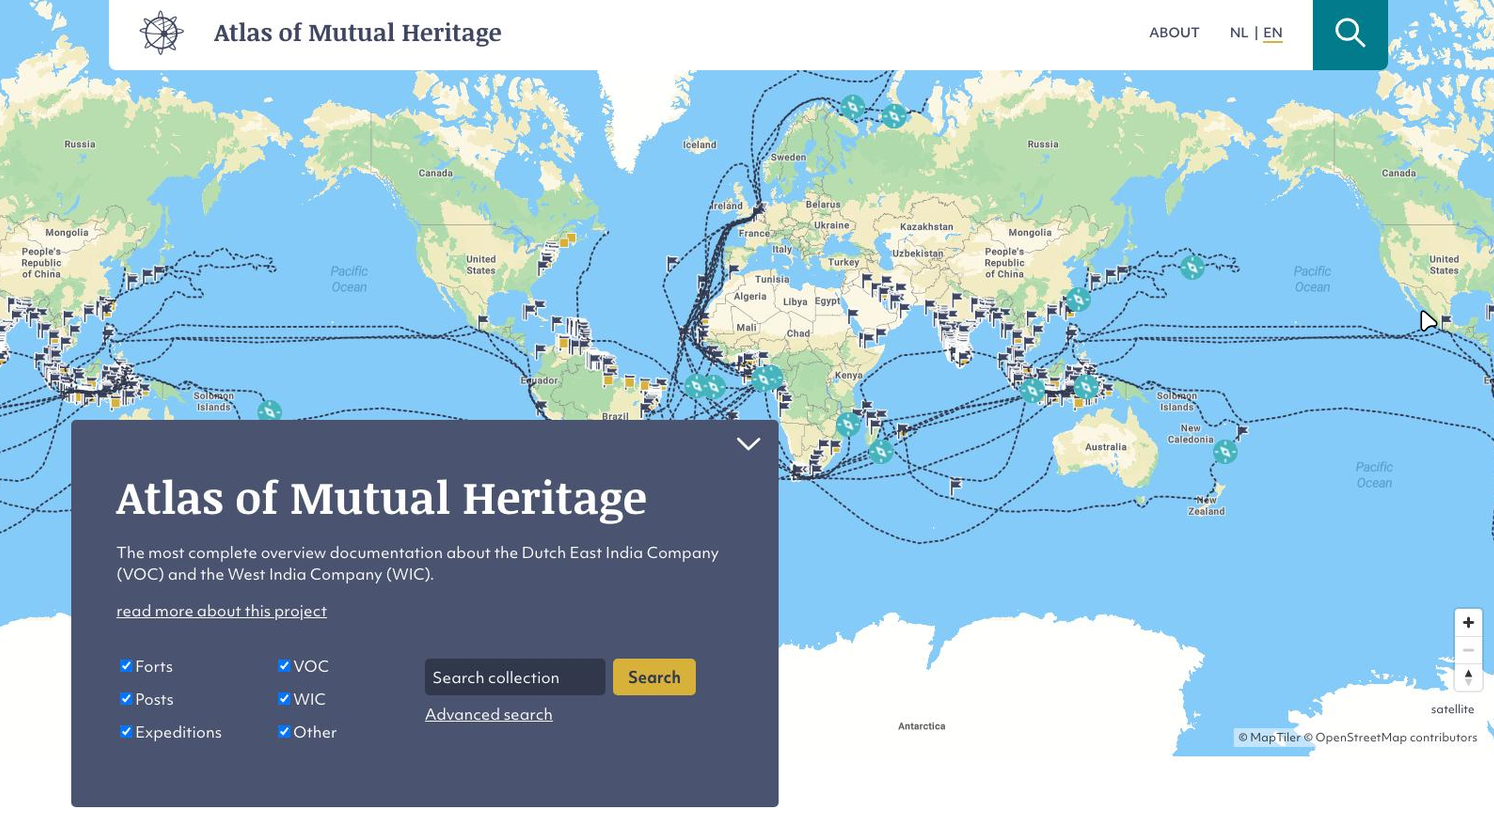 Atlas of Mutual Heritage
ABOUT
NL | EN
Russia
Canada
Iceland
Sweden
Russia
Canada
Ireland
Belarus
Mongolia
People's
Republic
of China
United
States
France
Ukraine
Kazakhstan
Mongolia
Italy
Uzbekistan
People's
Republic
of China
Turkey
United
States
Pacific
Ocean
Tunisia
Pacific
Ocean
Algeria
Libya
Egypt
Mali
Chad
Ecuador
Kenya
Solomon
Islands
Brazil
Solomon
Islands
New
Caledonia
Australia
Pacific
Ocean
New
Zealand
Atlas of Mutual Heritage
The most complete overview documentation about the Dutch East India Company
(VOC) and the West India Company (WIC).
read more about this project
Forts
VOC
Search collection
Search
Posts
WIC
Advanced search
Expeditions
Other
Antarctica
satellite
© MapTiler © OpenStreetMap contributors